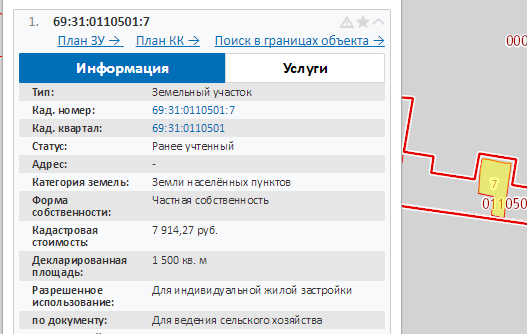 1. 69:31:0110501:7
План ЗУ → План КК → Поиск в границах объекта →
Информация Услуги
Тип: Земельный участок
Кад. номер: 69:31:0110501:7
Кад. квартал: 69:31:0110501
Статус: Ранее учтенный
Адрес: -
Категория земель: Земли населённых пунктов
Форма собственности: Частная собственность
Кадастровая стоимость: 7 914,27 руб.
Декларированная площадь: 1 500 кв. м
Разрешенное использование: Для индивидуальной жилой застройки
по документу: Для ведения сельского хозяйства
000
7
011050